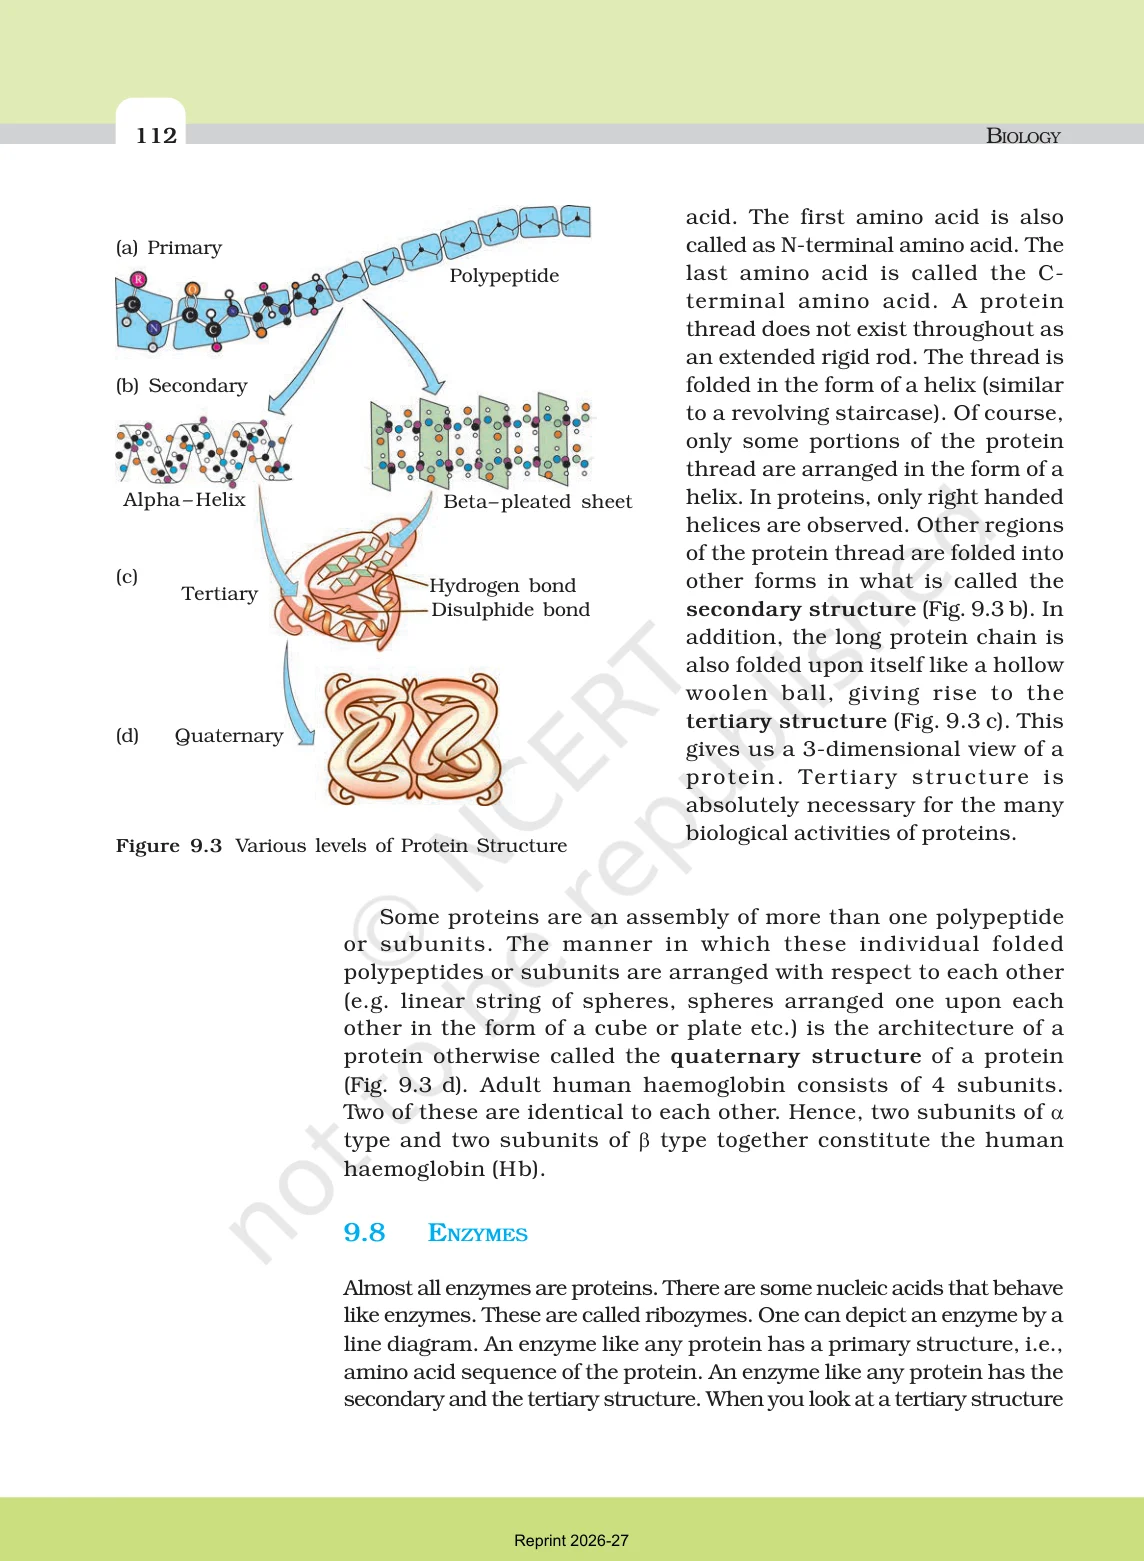 112
BIOLOGY
(a) Primary
Polypeptide
R
O
C
N
C
C
N
(b) Secondary
Alpha–Helix
Beta–pleated sheet
(c)
Tertiary
Hydrogen bond
Disulphide bond
(d) Quaternary
Figure 9.3 Various levels of Protein Structure
acid. The first amino acid is also
called as N-terminal amino acid. The
last amino acid is called the C-
terminal amino acid. A protein
thread does not exist throughout as
an extended rigid rod. The thread is
folded in the form of a helix (similar
to a revolving staircase). Of course,
only some portions of the protein
thread are arranged in the form of a
helix. In proteins, only right handed
helices are observed. Other regions
of the protein thread are folded into
other forms in what is called the
secondary structure (Fig. 9.3 b). In
addition, the long protein chain is
also folded upon itself like a hollow
woolen ball, giving rise to the
tertiary structure (Fig. 9.3 c). This
gives us a 3-dimensional view of a
protein. Tertiary structure is
absolutely necessary for the many
biological activities of proteins.
Some proteins are an assembly of more than one polypeptide
or subunits. The manner in which these individual folded
polypeptides or subunits are arranged with respect to each other
(e.g. linear string of spheres, spheres arranged one upon each
other in the form of a cube or plate etc.) is the architecture of a
protein otherwise called the quaternary structure of a protein
(Fig. 9.3 d). Adult human haemoglobin consists of 4 subunits.
Two of these are identical to each other. Hence, two subunits of α
type and two subunits of β type together constitute the human
haemoglobin (Hb).
9.8 ENZYMES
Almost all enzymes are proteins. There are some nucleic acids that behave
like enzymes. These are called ribozymes. One can depict an enzyme by a
line diagram. An enzyme like any protein has a primary structure, i.e.,
amino acid sequence of the protein. An enzyme like any protein has the
secondary and the tertiary structure. When you look at a tertiary structure
© NCERT
not to be republished
Reprint 2026-27